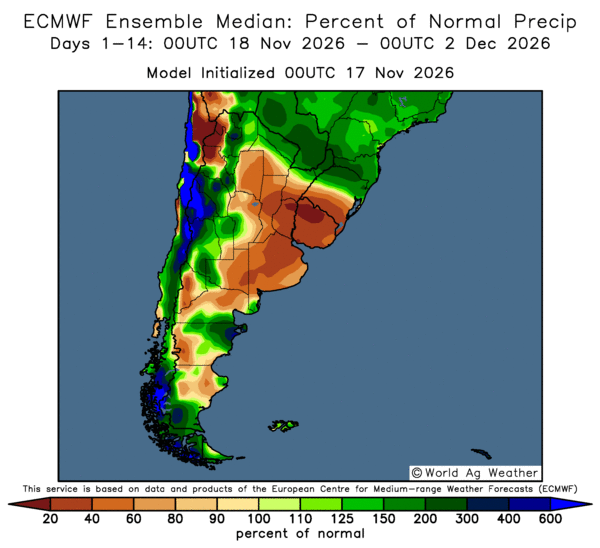 ECMWF Ensemble Median: Percent of Normal Precip
Days 1-14: 00UTC 18 Nov 2026 - 00UTC 2 Dec 2026
Model Initialized 00UTC 17 Nov 2026
©World Ag Weather
This service is based on data and products of the European Centre for Medium-range Weather Forecasts (ECMWF)
20 40 60 80 90 100 110 125 150 200 300 400 600
percent of normal